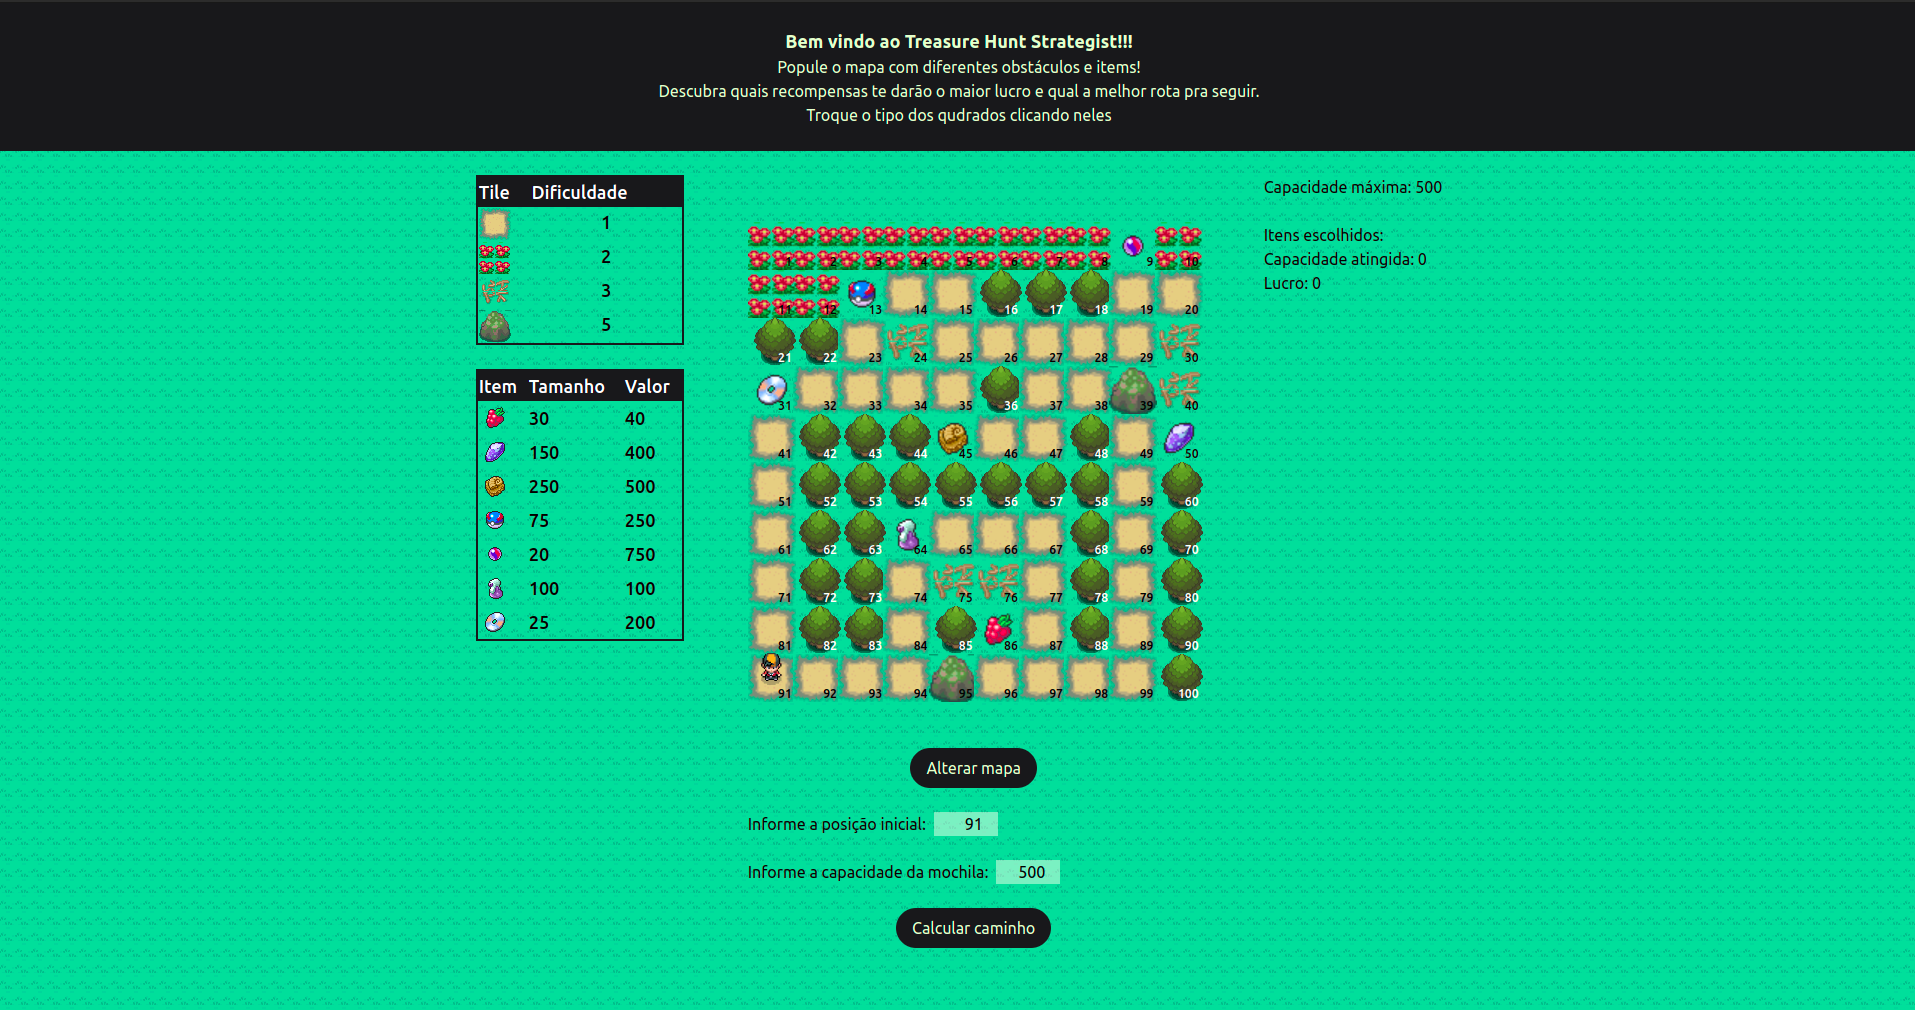 Bem vindo ao Treasure Hunt Strategist!!!
Popule o mapa com diferentes obstáculos e items!
Descubra quais recompensas te darão o maior lucro e qual a melhor rota pra seguir.
Troque o tipo dos qudrados clicando neles
Tile Dificuldade
1
2
3
5
Item Tamanho Valor
30 40
150 400
250 500
75 250
20 750
100 100
25 200
1 2 3 4 5 6 7 8 9 10
11 12 13 14 15 16 17 18 19 20
21 22 23 24 25 26 27 28 29 30
31 32 33 34 35 36 37 38 39 40
41 42 43 44 45 46 47 48 49 50
51 52 53 54 55 56 57 58 59 60
61 62 63 64 65 66 67 68 69 70
71 72 73 74 75 76 77 78 79 80
81 82 83 84 85 86 87 88 89 90
91 92 93 94 95 96 97 98 99 100
Alterar mapa
Informe a posição inicial: 91
Informe a capacidade da mochila: 500
Calcular caminho
Capacidade máxima: 500
Itens escolhidos:
Capacidade atingida: 0
Lucro: 0